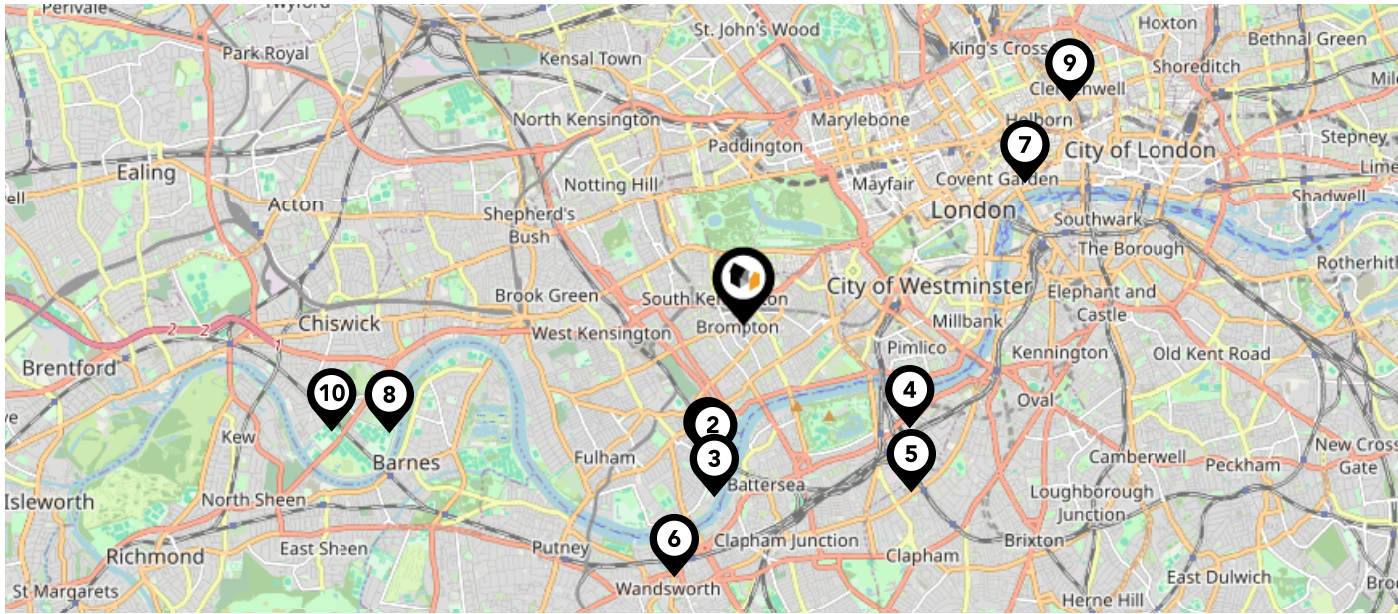 Perivale
St. John's Wood
Hoxton
Park Royal
King's Cross
Bethnal Green
Kensal Town
9
Shoreditch
North Kensington
Marylebone
Holborn
Paddington
7
Stepney
City of London
Ealing
Notting Hill
Mayfair
Covent Garden
Acton
Shepherd's
Bush
London
Shadwell
Southwark
The Borough
Brook Green
South Ken
on
City of Westminster
Elephant and
Castle
Chiswick
2
2
1
West Kensington
Brompton
Millbank
Pimlico
Kennington
Old Kent Road
Brentford
10
8
4
Oval
2
Kew
Barnes
Fulham
3
5
Camberwell
New Cross
Gate
Peckham
Battersea
Isleworth
North Sheen
Loughborough
Junction
6
Richmond
East Sheen
Putney
Clapham Junction
Clapham
Brixton
St Margarets
Wandsworth
East Dulwich
Herne Hill